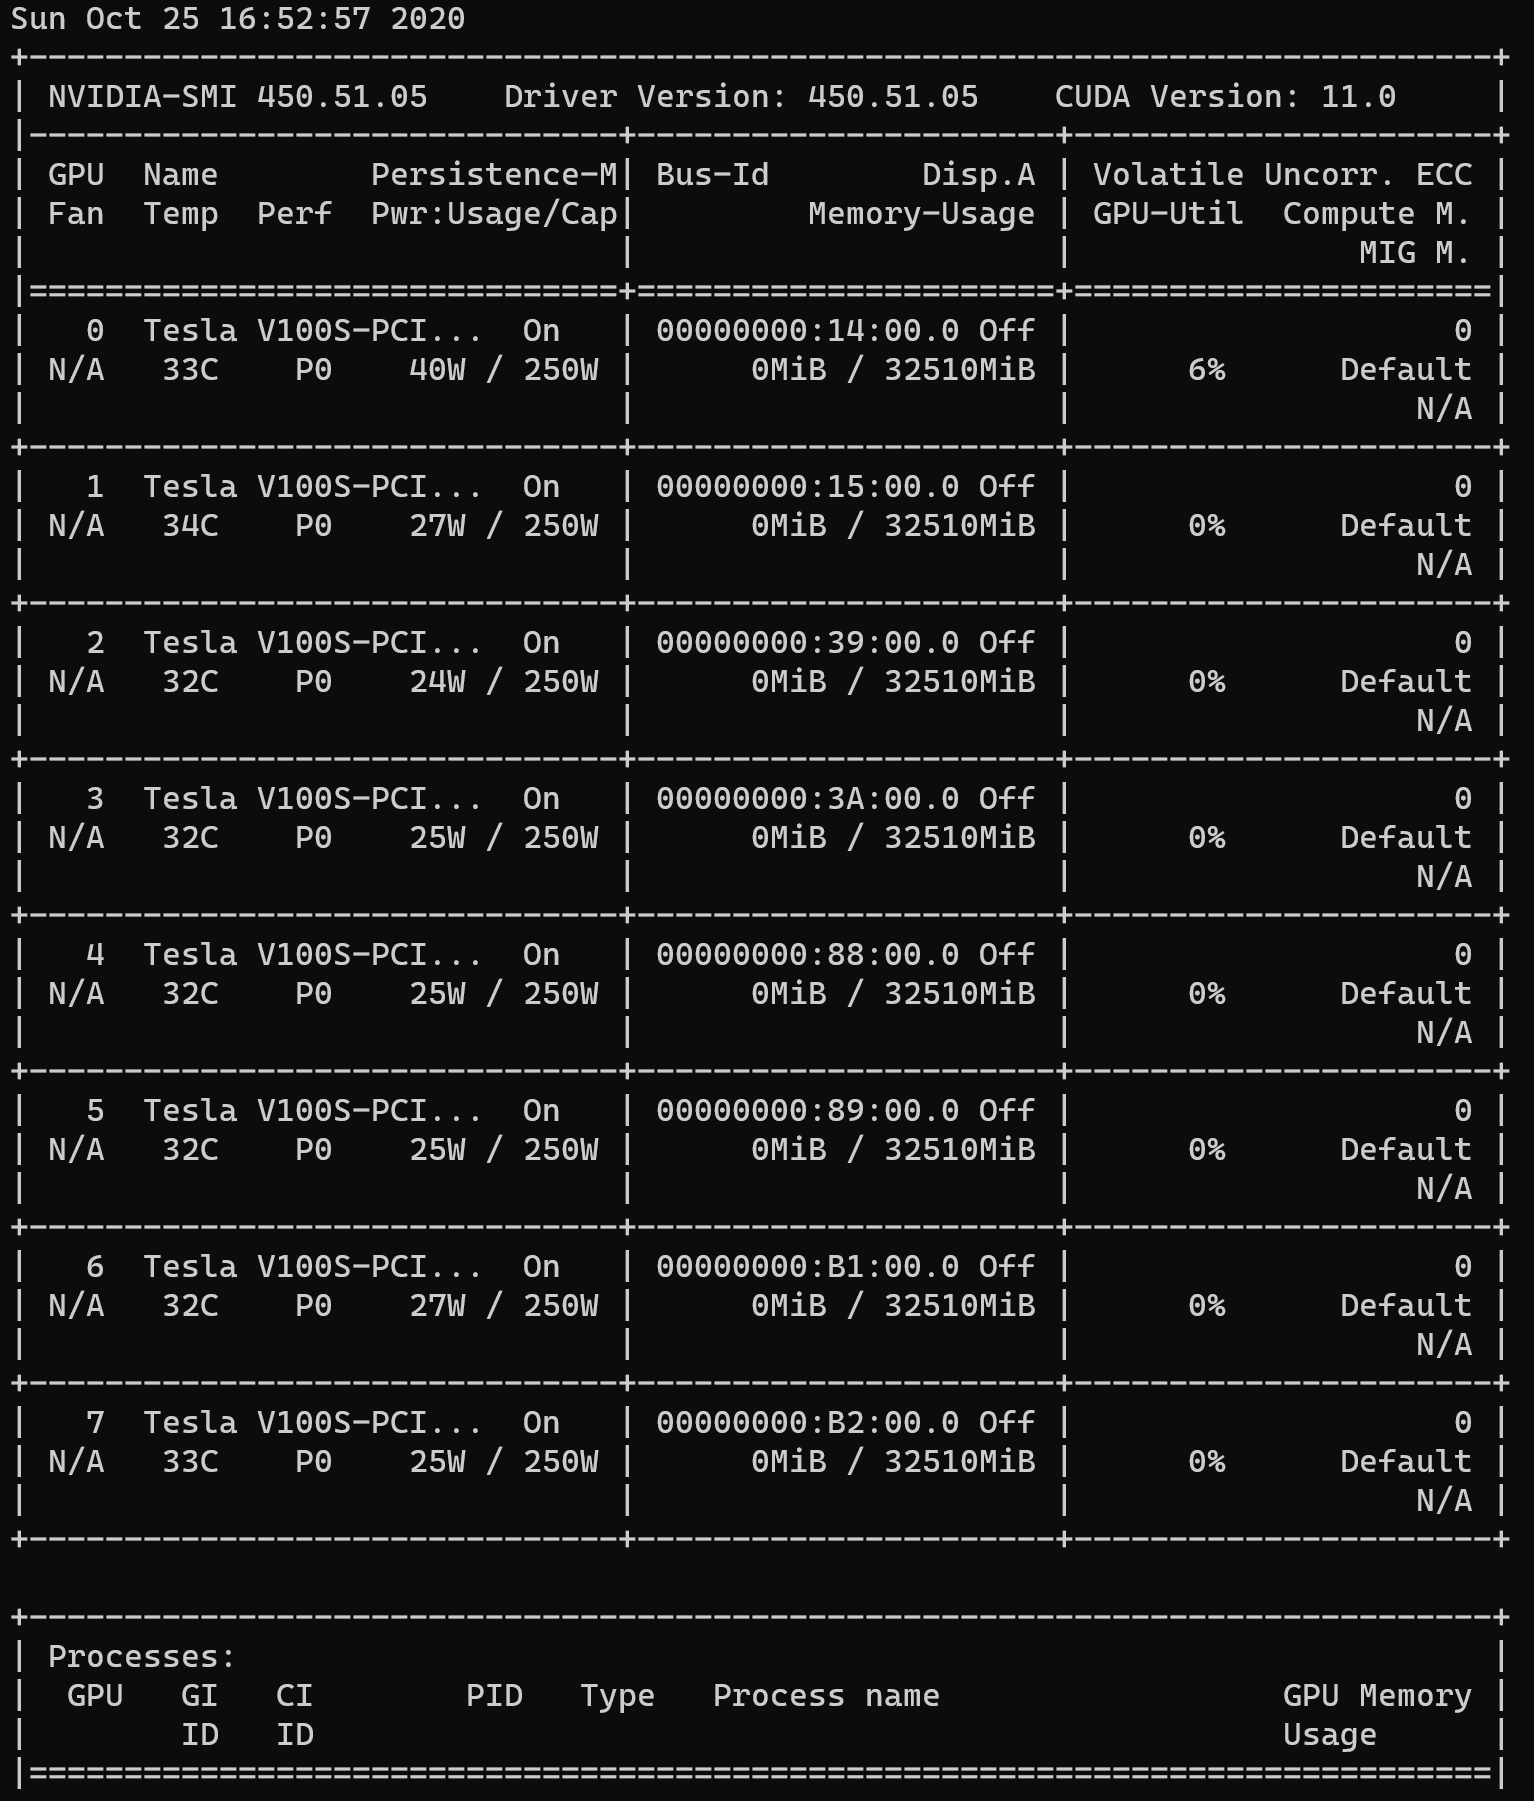 Sun Oct 25 16:52:57 2020
+-----------------------------------------------------------------------------+
| NVIDIA-SMI 450.51.05    Driver Version: 450.51.05    CUDA Version: 11.0     |
|-------------------------------+----------------------+----------------------+
| GPU  Name        Persistence-M| Bus-Id        Disp.A | Volatile Uncorr. ECC |
| Fan  Temp  Perf  Pwr:Usage/Cap|         Memory-Usage | GPU-Util  Compute M. |
|                               |                      |               MIG M. |
|===============================+======================+======================|
|   0  Tesla V100S-PCI...  On   | 00000000:14:00.0 Off |                    0 |
| N/A   33C    P0    40W / 250W |      0MiB / 32510MiB |      6%      Default |
|                               |                      |                  N/A |
+-------------------------------+----------------------+----------------------+
|   1  Tesla V100S-PCI...  On   | 00000000:15:00.0 Off |                    0 |
| N/A   34C    P0    27W / 250W |      0MiB / 32510MiB |      0%      Default |
|                               |                      |                  N/A |
+-------------------------------+----------------------+----------------------+
|   2  Tesla V100S-PCI...  On   | 00000000:39:00.0 Off |                    0 |
| N/A   32C    P0    24W / 250W |      0MiB / 32510MiB |      0%      Default |
|                               |                      |                  N/A |
+-------------------------------+----------------------+----------------------+
|   3  Tesla V100S-PCI...  On   | 00000000:3A:00.0 Off |                    0 |
| N/A   32C    P0    25W / 250W |      0MiB / 32510MiB |      0%      Default |
|                               |                      |                  N/A |
+-------------------------------+----------------------+----------------------+
|   4  Tesla V100S-PCI...  On   | 00000000:88:00.0 Off |                    0 |
| N/A   32C    P0    25W / 250W |      0MiB / 32510MiB |      0%      Default |
|                               |                      |                  N/A |
+-------------------------------+----------------------+----------------------+
|   5  Tesla V100S-PCI...  On   | 00000000:89:00.0 Off |                    0 |
| N/A   32C    P0    25W / 250W |      0MiB / 32510MiB |      0%      Default |
|                               |                      |                  N/A |
+-------------------------------+----------------------+----------------------+
|   6  Tesla V100S-PCI...  On   | 00000000:B1:00.0 Off |                    0 |
| N/A   32C    P0    27W / 250W |      0MiB / 32510MiB |      0%      Default |
|                               |                      |                  N/A |
+-------------------------------+----------------------+----------------------+
|   7  Tesla V100S-PCI...  On   | 00000000:B2:00.0 Off |                    0 |
| N/A   33C    P0    25W / 250W |      0MiB / 32510MiB |      0%      Default |
|                               |                      |                  N/A |
+-------------------------------+----------------------+----------------------+

+-----------------------------------------------------------------------------+
| Processes:                                                                  |
|  GPU   GI   CI        PID   Type   Process name                  GPU Memory |
|        ID   ID                                                   Usage      |
|=============================================================================|